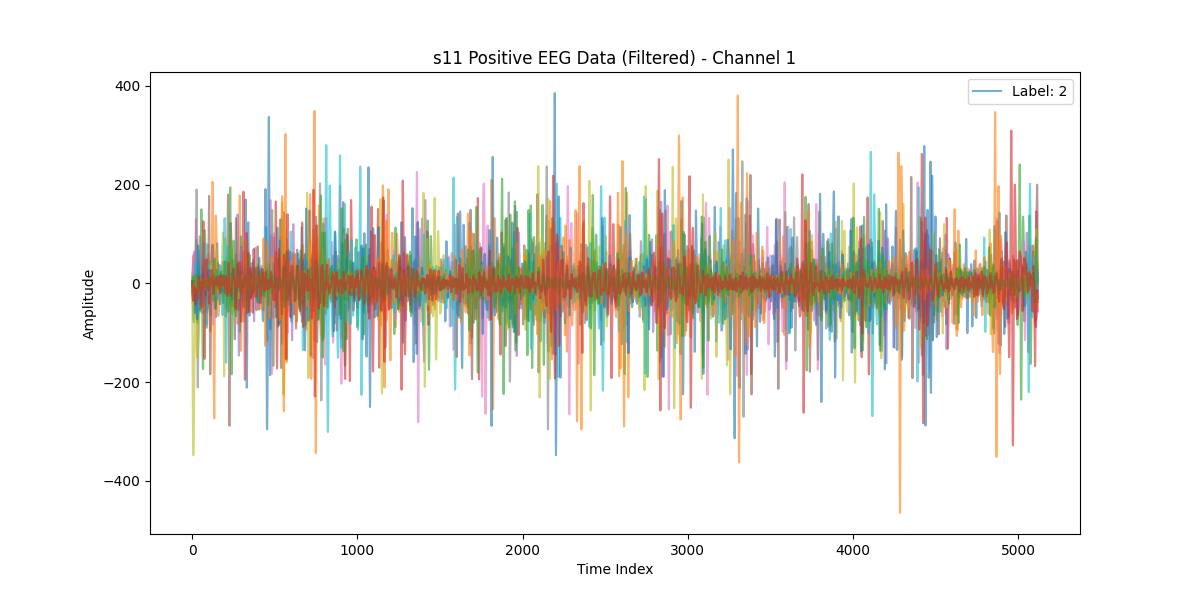 s11 Positive EEG Data (Filtered) - Channel 1
Label: 2
400
200
0
−200
−400
Amplitude
0 1000 2000 3000 4000 5000
Time Index